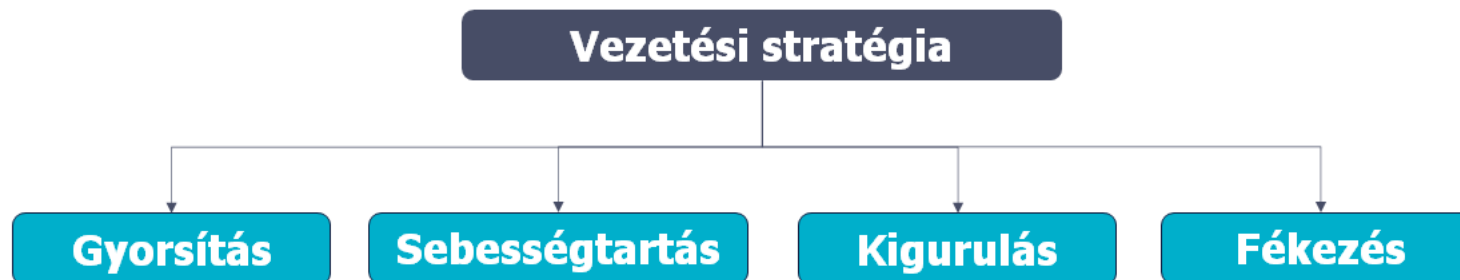 Vezetési stratégia
Gyorsítás
Sebességtartás
Kigurulás
Fékezés